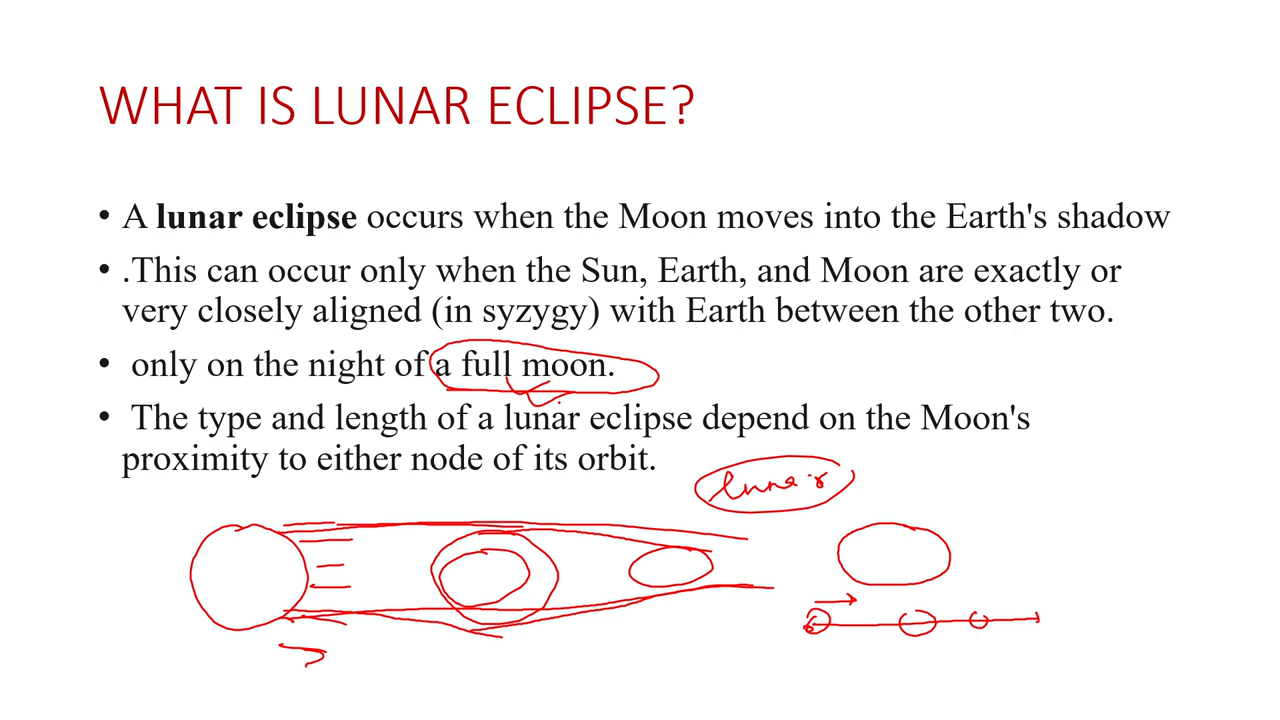 WHAT IS LUNAR ECLIPSE?
• A lunar eclipse occurs when the Moon moves into the Earth's shadow
• .This can occur only when the Sun, Earth, and Moon are exactly or
very closely aligned (in syzygy) with Earth between the other two.
• only on the night of a full moon.
• The type and length of a lunar eclipse depend on the Moon's
proximity to either node of its orbit.
lunar